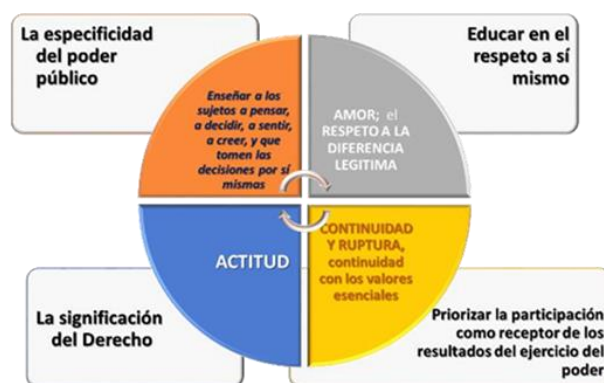 La especificidad
del poder
público
Educar en el
respeto a sí
mismo
Enseñar a los
sujetos a pensar,
a decidir, a sentir,
a creer, y que
tomen las
decisiones por sí
mismas
AMOR; el
RESPETO A LA
DIFERENCIA
LEGITIMA
ACTITUD
CONTINUIDAD
Y RUPTURA,
continuidad
con los valores
esenciales
La significación
del Derecho
Priorizar la participación
como receptor de los
resultados del ejercicio del
poder